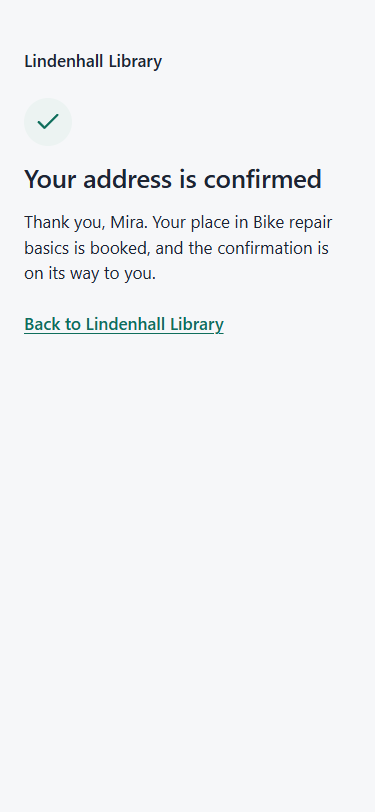 Lindenhall Library
Your address is confirmed
Thank you, Mira. Your place in Bike repair
basics is booked, and the confirmation is
on its way to you.
Back to Lindenhall Library